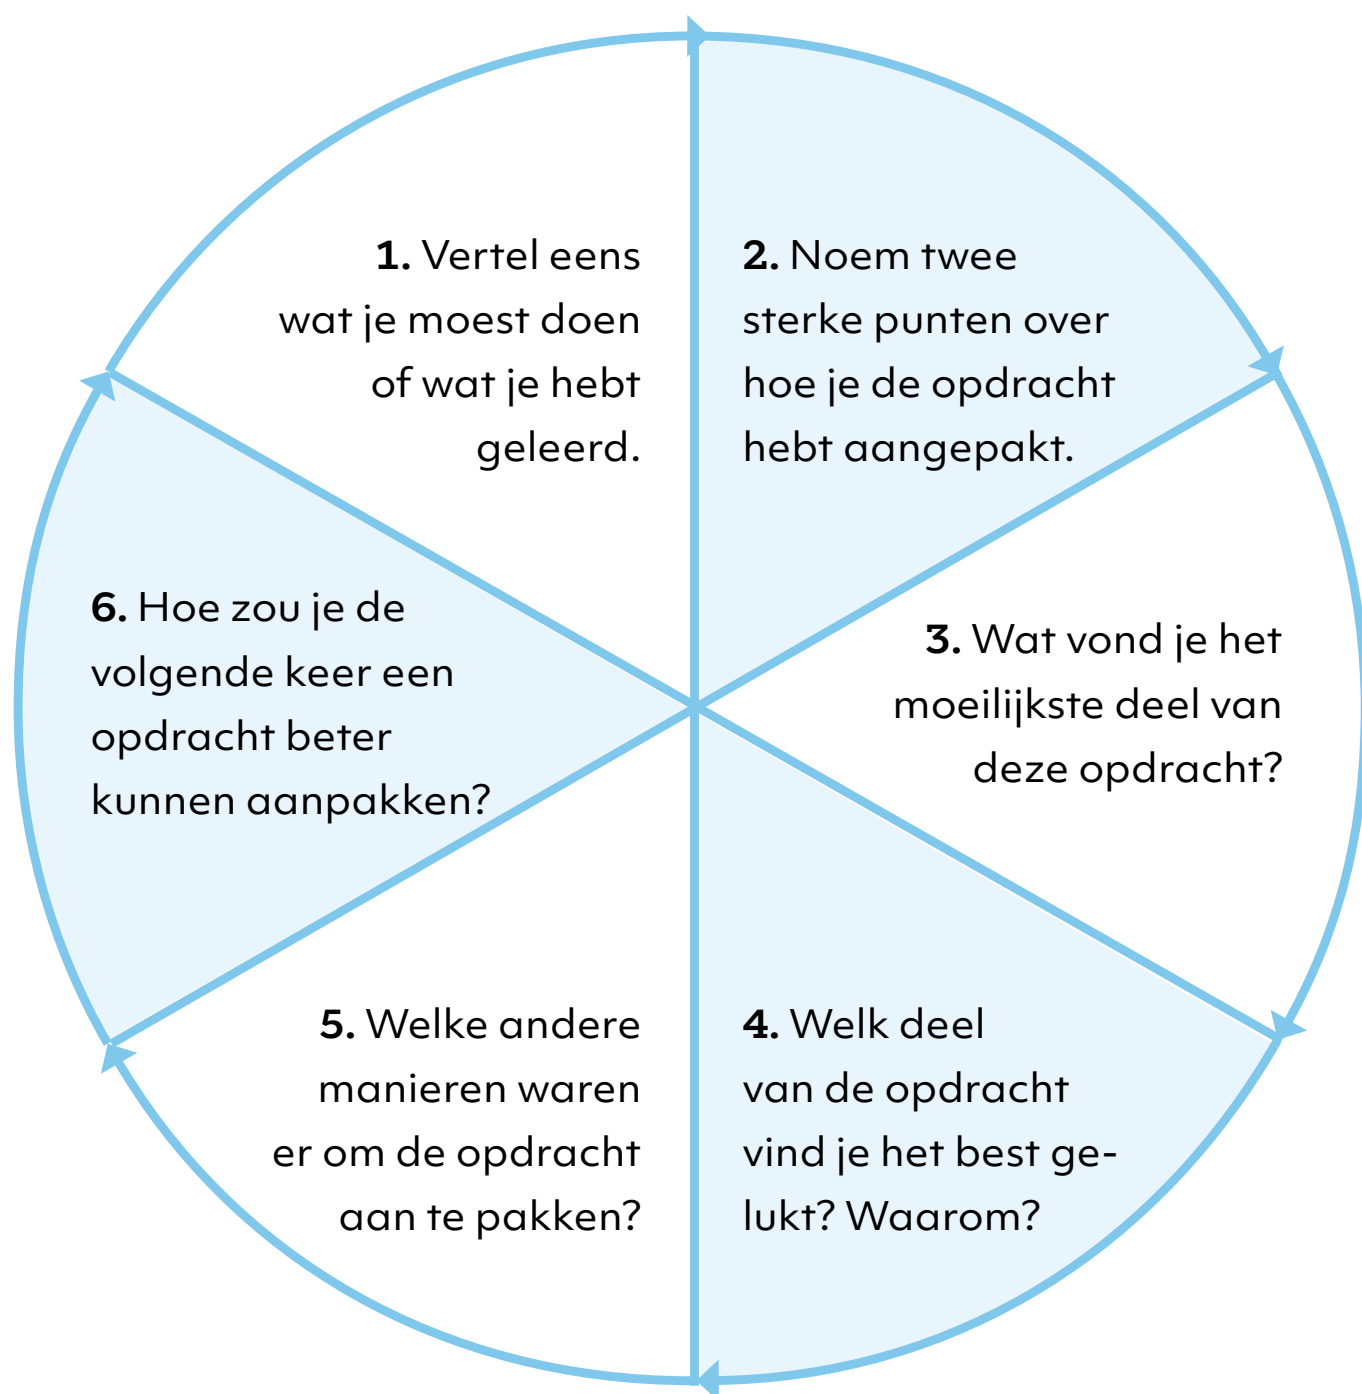 1. Vertel eens
wat je moest doen
of wat je hebt
geleerd.
2. Noem twee
sterke punten over
hoe je de opdracht
hebt aangepakt.
3. Wat vond je het
moeilijkste deel van
deze opdracht?
4. Welk deel
van de opdracht
vind je het best ge-
lukt? Waarom?
5. Welke andere
manieren waren
er om de opdracht
aan te pakken?
6. Hoe zou je de
volgende keer een
opdracht beter
kunnen aanpakken?